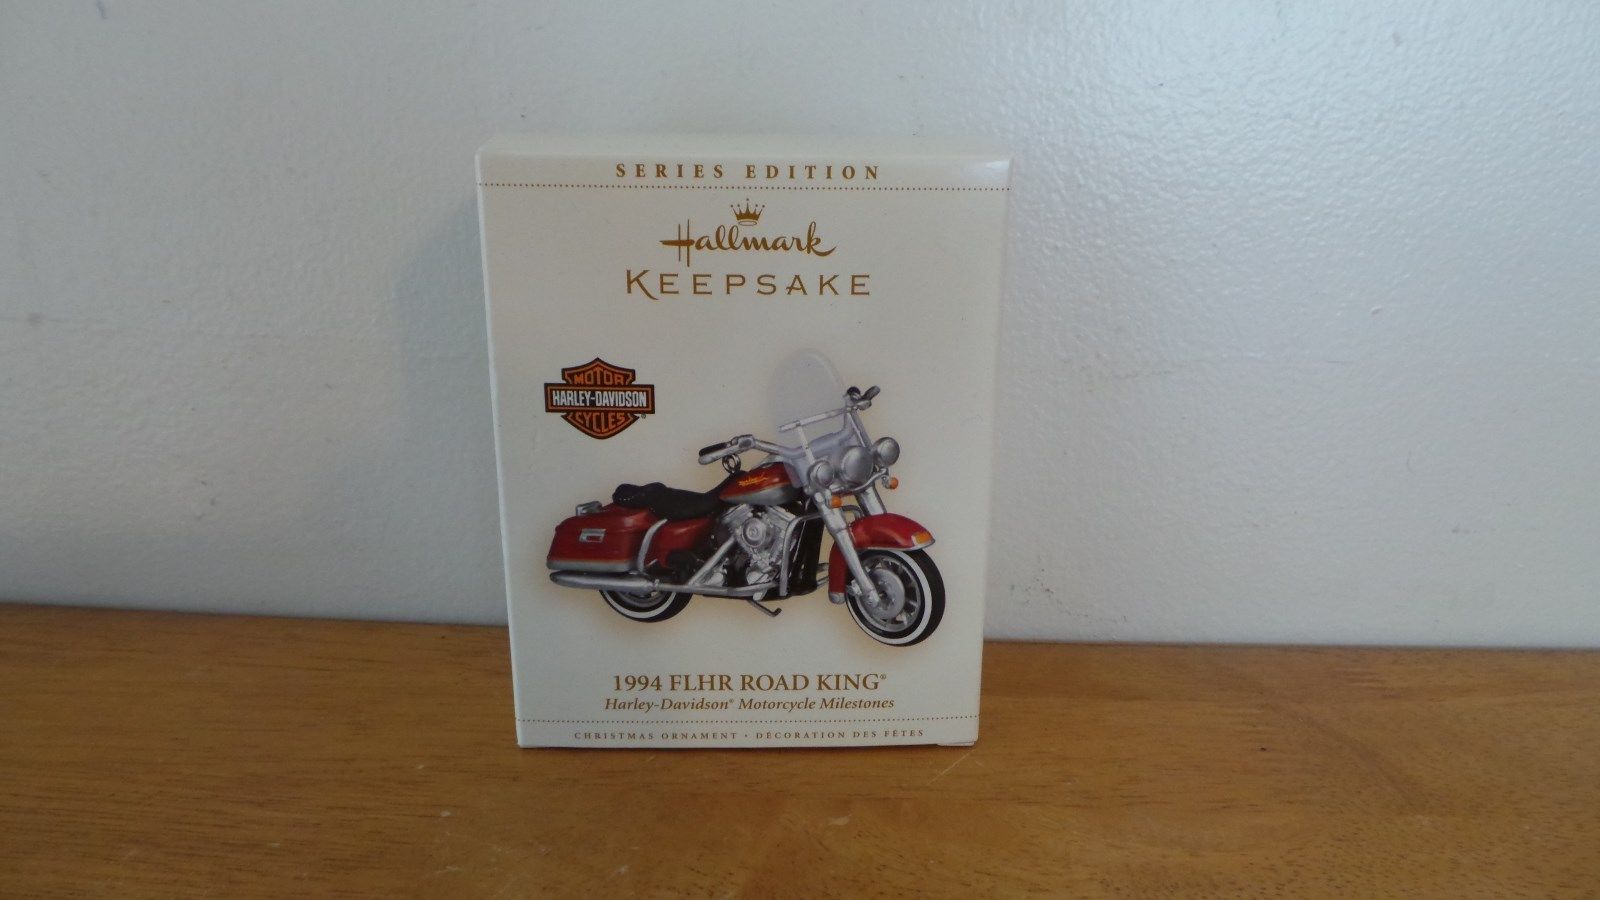 SERIES EDITION
Hallmark
KEEPSAKE
MOTOR
HARLEY-DAVIDSON
CYCLES
1994 FLHR ROAD KING®
Harley-Davidson® Motorcycle Milestones
CHRISTMAS ORNAMENT • DÉCORATION DES FÊTES